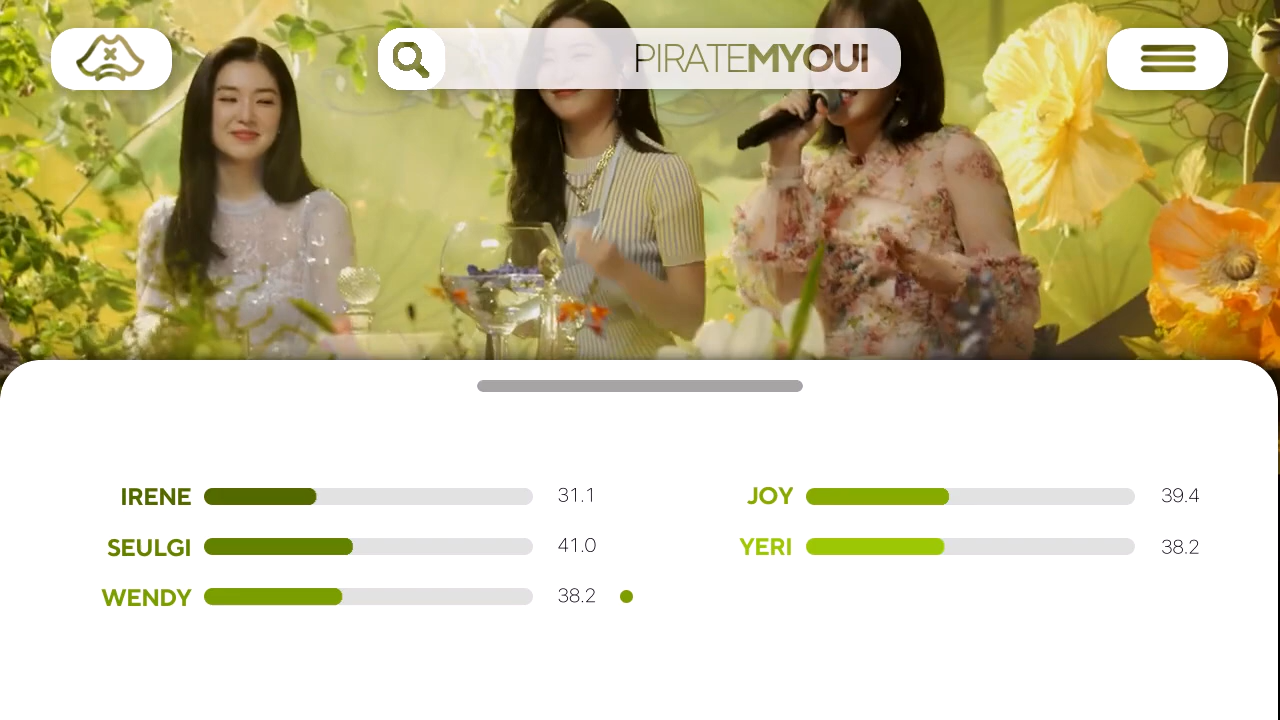 PIRATEMYOUI
IRENE 31.1
SEULGI 41.0
WENDY 38.2
JOY 39.4
YERI 38.2